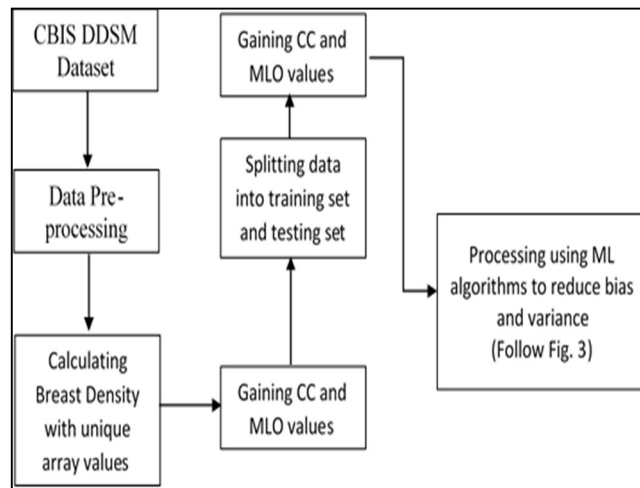 CBIS DDSM
Dataset
Data Pre-
processing
Calculating
Breast Density
with unique
array values
Gaining CC and
MLO values
Splitting data
into training set
and testing set
Gaining CC and
MLO values
Processing using ML
algorithms to reduce bias
and variance
(Follow Fig. 3)